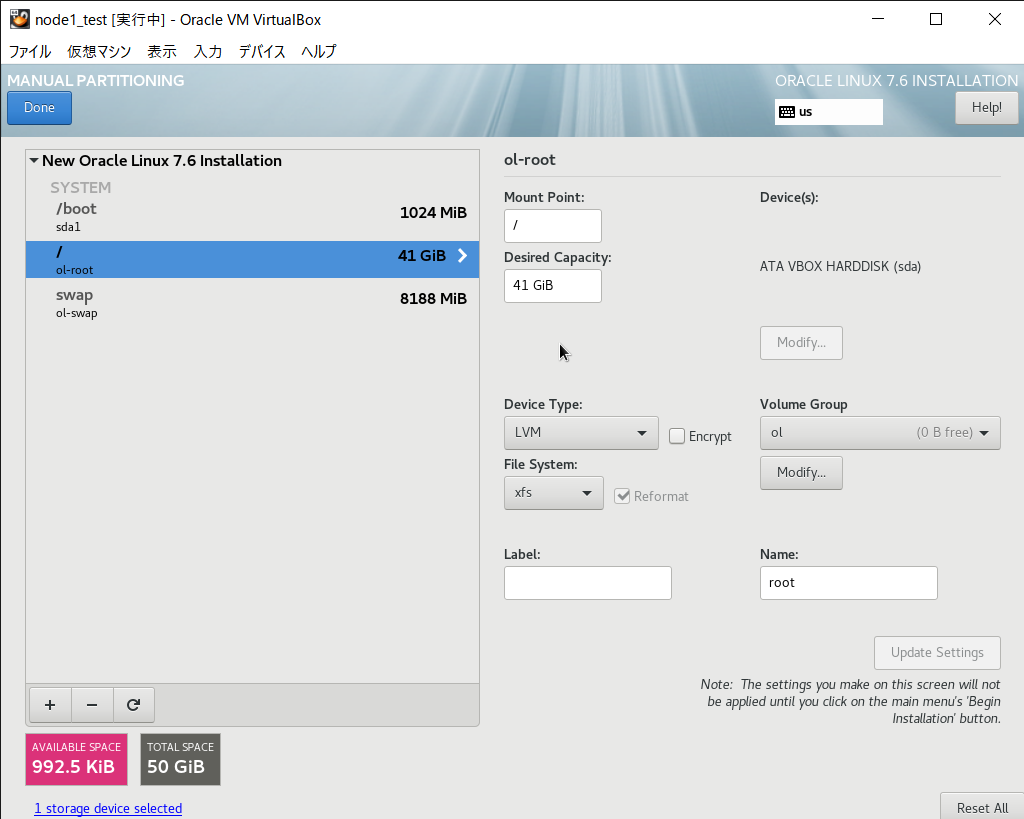 node1_test [実行中] - Oracle VM VirtualBox
ファイル 仮想マシン 表示 入力 デバイス ヘルプ
MANUAL PARTITIONING
ORACLE LINUX 7.6 INSTALLATION
Done
us
Help!
New Oracle Linux 7.6 Installation
SYSTEM
/boot
1024 MiB
sda1
/
41 GiB
ol-root
swap
8188 MiB
ol-swap
+ −
AVAILABLE SPACE
992.5 KiB
TOTAL SPACE
50 GiB
1 storage device selected
ol-root
Mount Point:
/
Desired Capacity:
41 GiB
Device(s):
ATA VBOX HARDDISK (sda)
Modify...
Device Type:
LVM
Encrypt
Volume Group
ol (0 B free)
Modify...
File System:
xfs
Reformat
Label:
Name:
root
Update Settings
Note: The settings you make on this screen will not
be applied until you click on the main menu's 'Begin
Installation' button.
Reset All